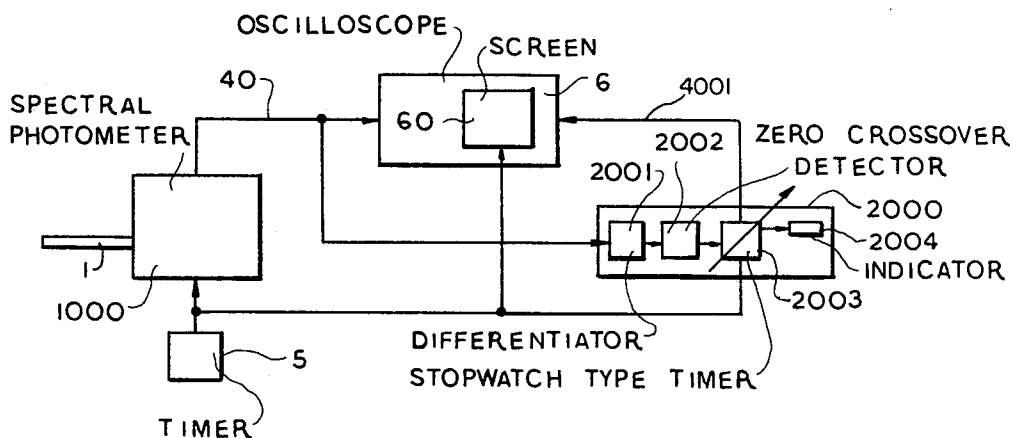 OSCILLOSCOPE
SCREEN
40
6
4001
SPECTRAL
PHOTOMETER
60
ZERO CROSSOVER
DETECTOR
2002
2001
2000
2004
INDICATOR
1
1000
2003
DIFFERENTIATOR
STOPWATCH TYPE TIMER
5
TIMER